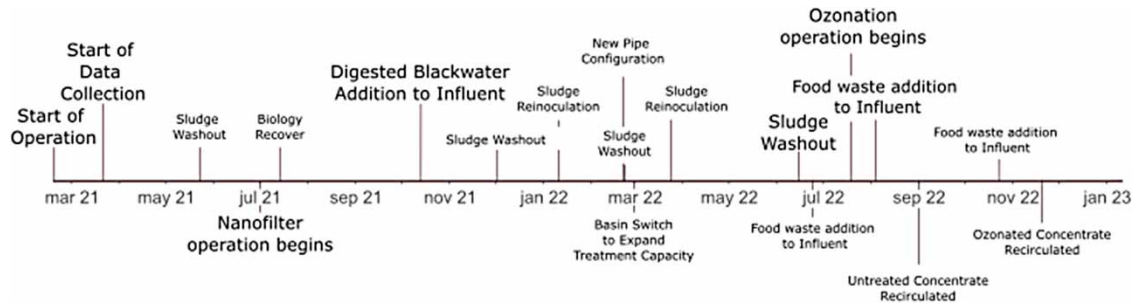 Start of
Operation
Start of
Data
Collection
Sludge
Washout
Biology
Recover
Digested Blackwater
Addition to Influent
Sludge Washout
Sludge
Reinoculation
New Pipe
Configuration
Sludge
Washout
Sludge
Reinoculation
Sludge
Washout
Ozonation
operation begins
Food waste addition
to Influent
Food waste addition
to Influent
mar 21 may 21 jul 21 sep 21 nov 21 jan 22 mar 22 may 22 jul 22 sep 22 nov 22 jan 23
Nanofilter
operation begins
Basin Switch
to Expand
Treatment Capacity
Food waste addition
to Influent
Untreated Concentrate
Recirculated
Ozonated Concentrate
Recirculated